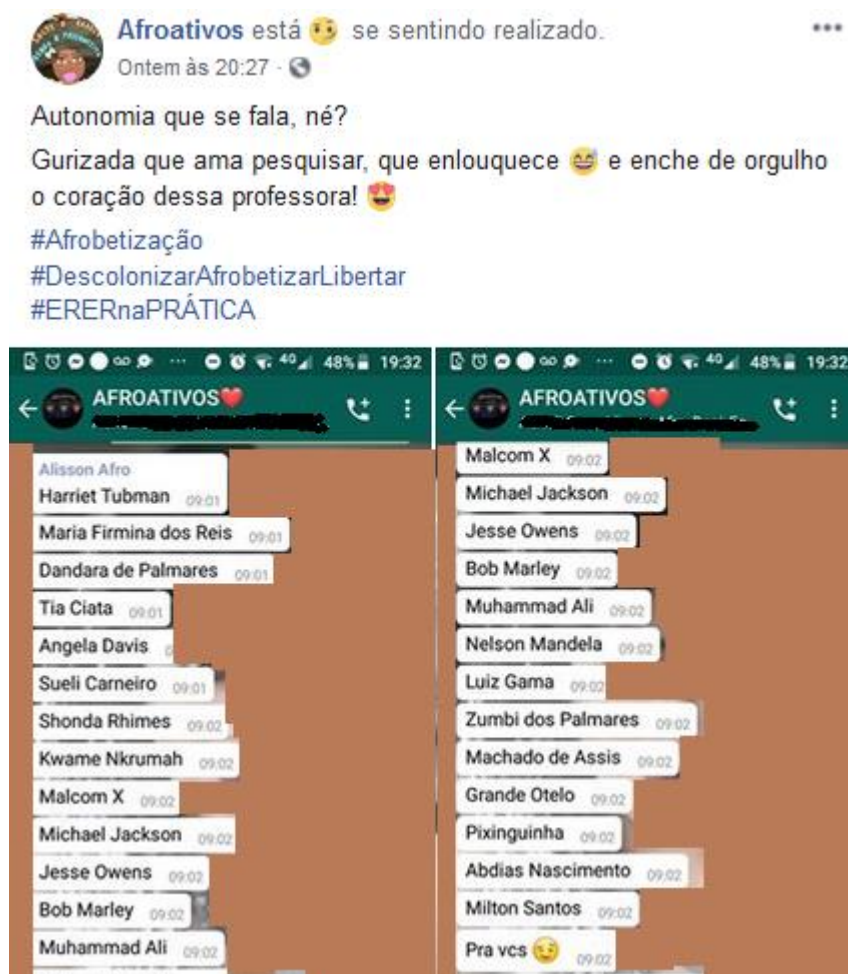 Afroativos está se sentindo realizado.
Ontem às 20:27
Autonomia que se fala, né?
Gurizada que ama pesquisar, que enlouquece 😅 e enche de orgulho
o coração dessa professora! 😍
#Afrobetização
#DescolonizarAfrobetizarLibertar
#ERERnaPRÁTICA
4G 48% 19:32
AFROATIVOS❤️
Alisson Afro
Harriet Tubman 09:01
Maria Firmina dos Reis 09:01
Dandara de Palmares 09:01
Tia Ciata 09:01
Angela Davis
Sueli Carneiro 09:01
Shonda Rhimes 09:02
Kwame Nkrumah 09:02
Malcom X 09:02
Michael Jackson 09:02
Jesse Owens 09:02
Bob Marley 09:02
Muhammad Ali 09:02
4G 48% 19:32
AFROATIVOS❤️
Malcom X 09:02
Michael Jackson 09:02
Jesse Owens 09:02
Bob Marley 09:02
Muhammad Ali 09:02
Nelson Mandela 09:02
Luiz Gama 09:02
Zumbi dos Palmares 09:02
Machado de Assis 09:02
Grande Otelo 09:02
Pixinguinha 09:02
Abdias Nascimento 09:02
Milton Santos 09:02
Pra vcs 😉 09:02